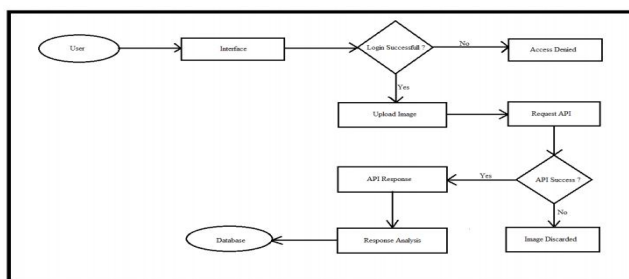 User
Interface
Login Successfull ?
No
Access Denied
Yes
Upload Image
Request API
API Response
Yes
API Success ?
No
Database
Response Analysis
Image Discarded